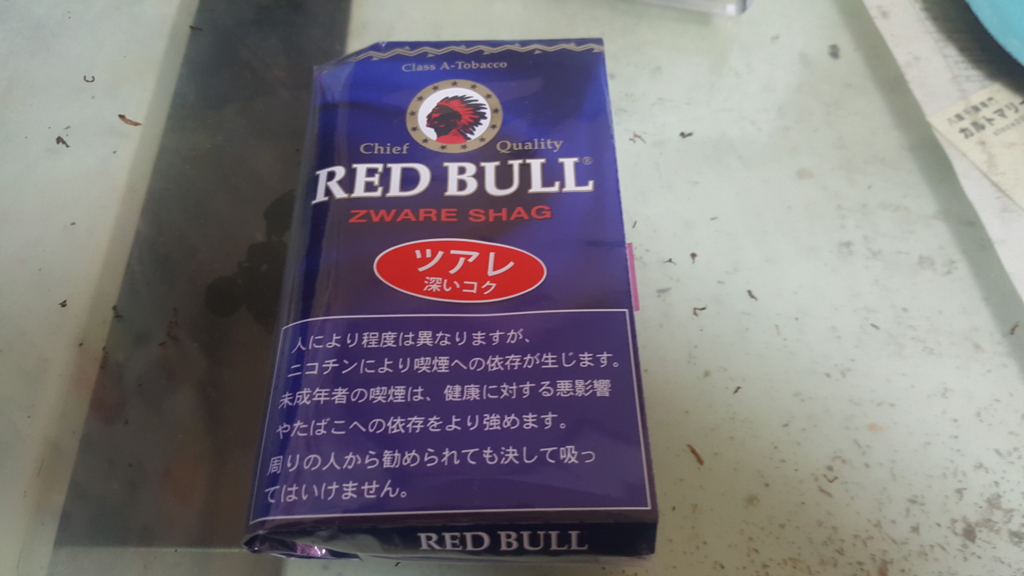 Class A-Tobacco
Chief Quality
RED BULL®
ZWARE SHAG
ツアレ
深いコク
人により程度は異なりますが、
ニコチンにより喫煙への依存が生じます。
未成年者の喫煙は、健康に対する悪影響
やたばこへの依存をより強めます。
周りの人から勧められても決して吸っ
てはいけません。
RED BULL